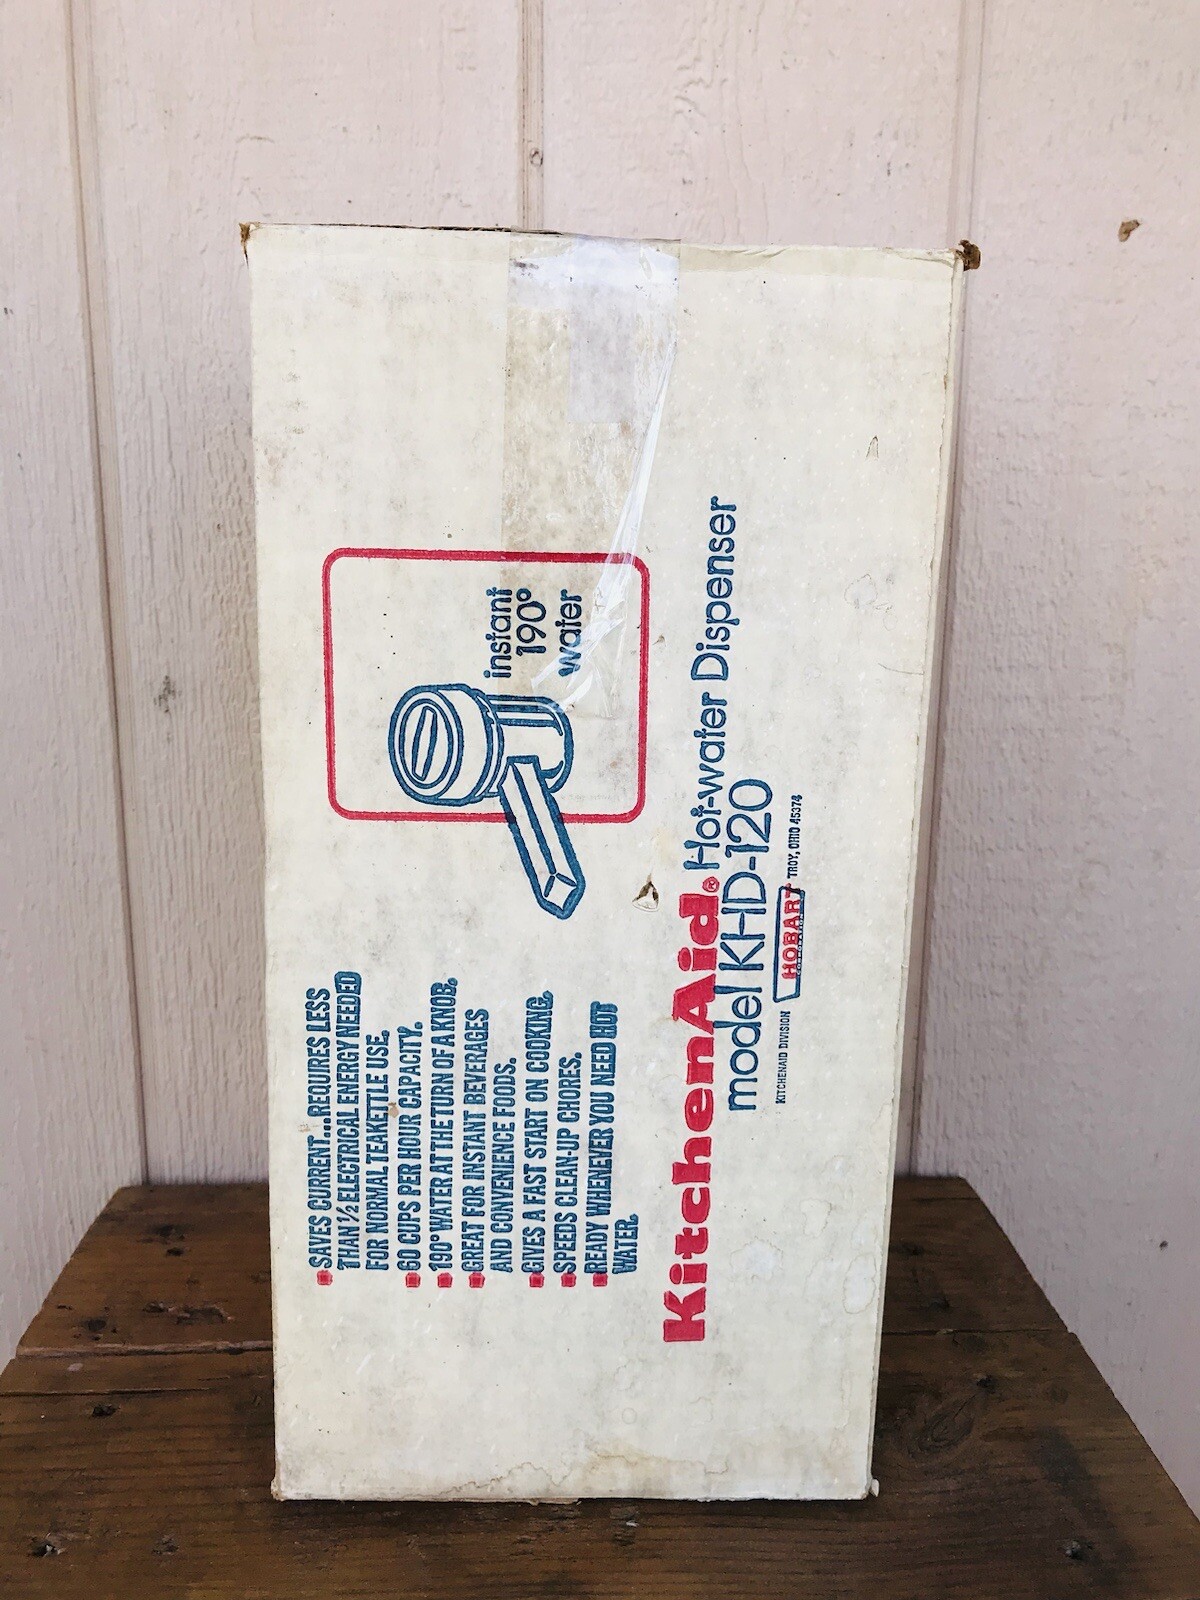 SAVES CURRENT...REQUIRES LESS
THAN ½ ELECTRICAL ENERGY NEEDED
FOR NORMAL TEAKETTLE USE.
60 CUPS PER HOUR CAPACITY.
190° WATER AT THE TURN OF A KNOB.
GREAT FOR INSTANT BEVERAGES
AND CONVENIENCE FOODS.
GIVES A FAST START ON COOKING.
SPEEDS CLEAN-UP CHORES.
READY WHENEVER YOU NEED HOT
WATER.
instant
190°
water
KitchenAid® Hot-water Dispenser
model KHD-120
KITCHENAID DIVISION HOBART CORPORATION TROY, OHIO 45374